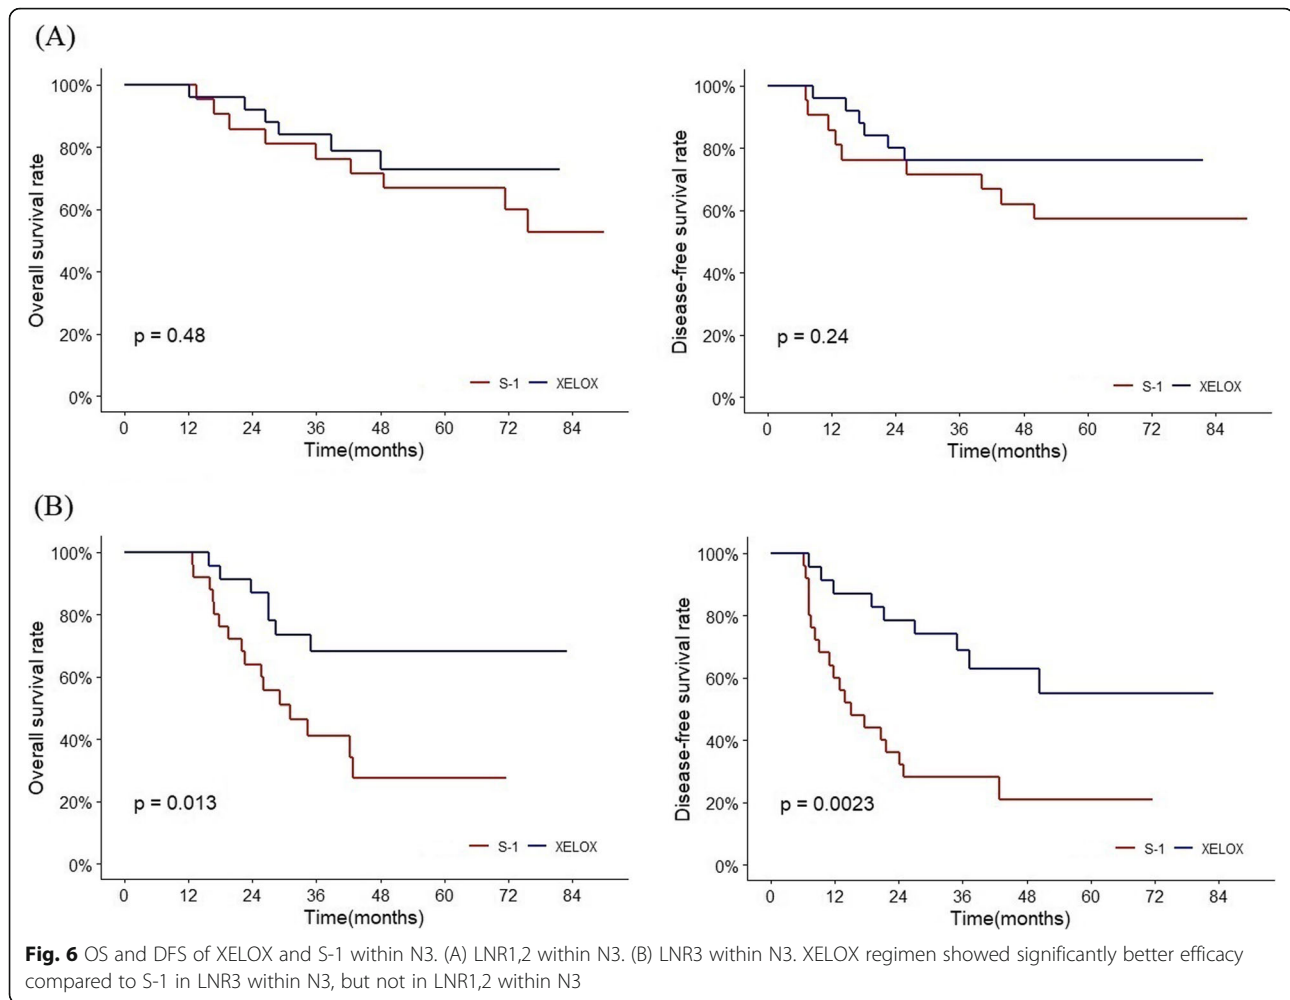 (A)
Overall survival rate
100%
80%
60%
40%
20%
0%
p = 0.48
S-1 XELOX
0 12 24 36 48 60 72 84
Time(months)
Disease-free survival rate
100%
80%
60%
40%
20%
0%
p = 0.24
S-1 XELOX
0 12 24 36 48 60 72 84
Time(months)
(B)
Overall survival rate
100%
80%
60%
40%
20%
0%
p = 0.013
S-1 XELOX
0 12 24 36 48 60 72 84
Time(months)
Disease-free survival rate
100%
80%
60%
40%
20%
0%
p = 0.0023
S-1 XELOX
0 12 24 36 48 60 72 84
Time(months)
Fig. 6 OS and DFS of XELOX and S-1 within N3. (A) LNR1,2 within N3. (B) LNR3 within N3. XELOX regimen showed significantly better efficacy
compared to S-1 in LNR3 within N3, but not in LNR1,2 within N3